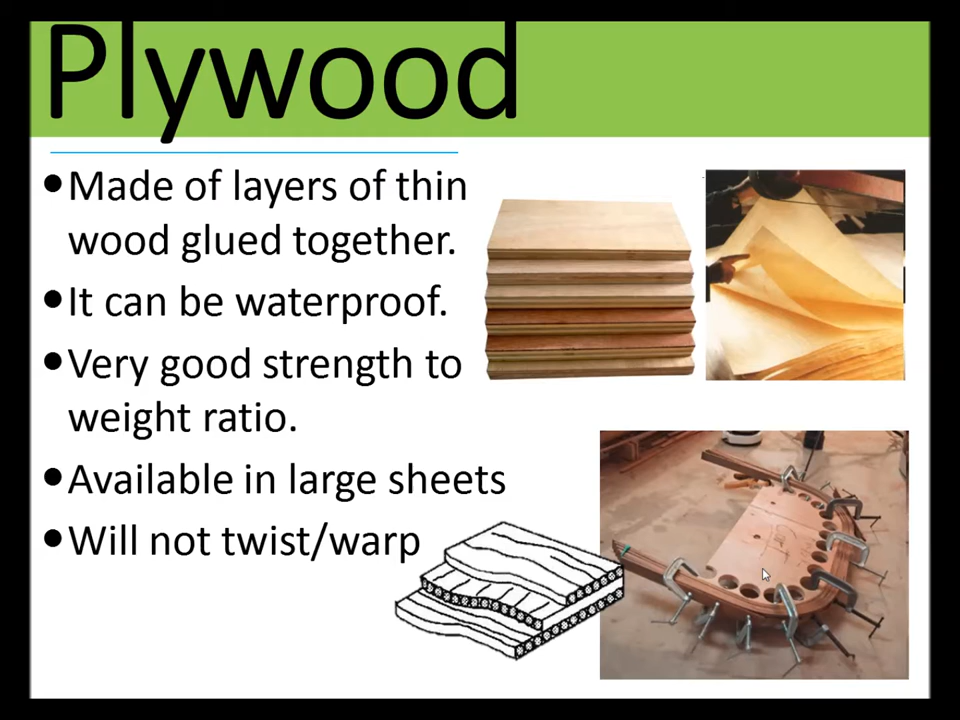 Plywood
•Made of layers of thin
wood glued together.
•It can be waterproof.
•Very good strength to
weight ratio.
•Available in large sheets
•Will not twist/warp